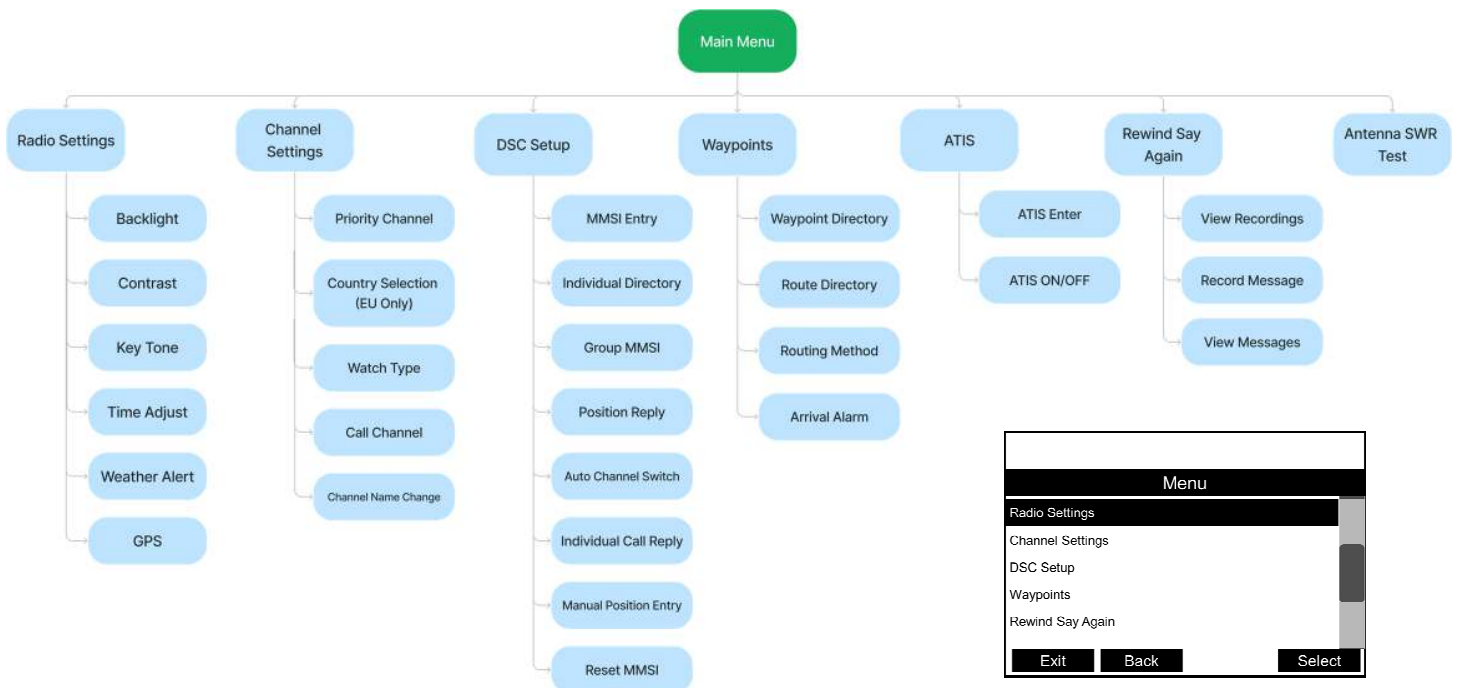 Main Menu
Radio Settings
Backlight
Contrast
Key Tone
Time Adjust
Weather Alert
GPS
Channel
Settings
Priority Channel
Country Selection
(EU Only)
Watch Type
Call Channel
Channel Name Change
DSC Setup
MMSI Entry
Individual Directory
Group MMSI
Position Reply
Auto Channel Switch
Individual Call Reply
Manual Position Entry
Reset MMSI
Waypoints
Waypoint Directory
Route Directory
Routing Method
Arrival Alarm
ATIS
ATIS Enter
ATIS ON/OFF
Rewind Say
Again
View Recordings
Record Message
View Messages
Antenna SWR
Test
Menu
Radio Settings
Channel Settings
DSC Setup
Waypoints
Rewind Say Again
Exit Back Select